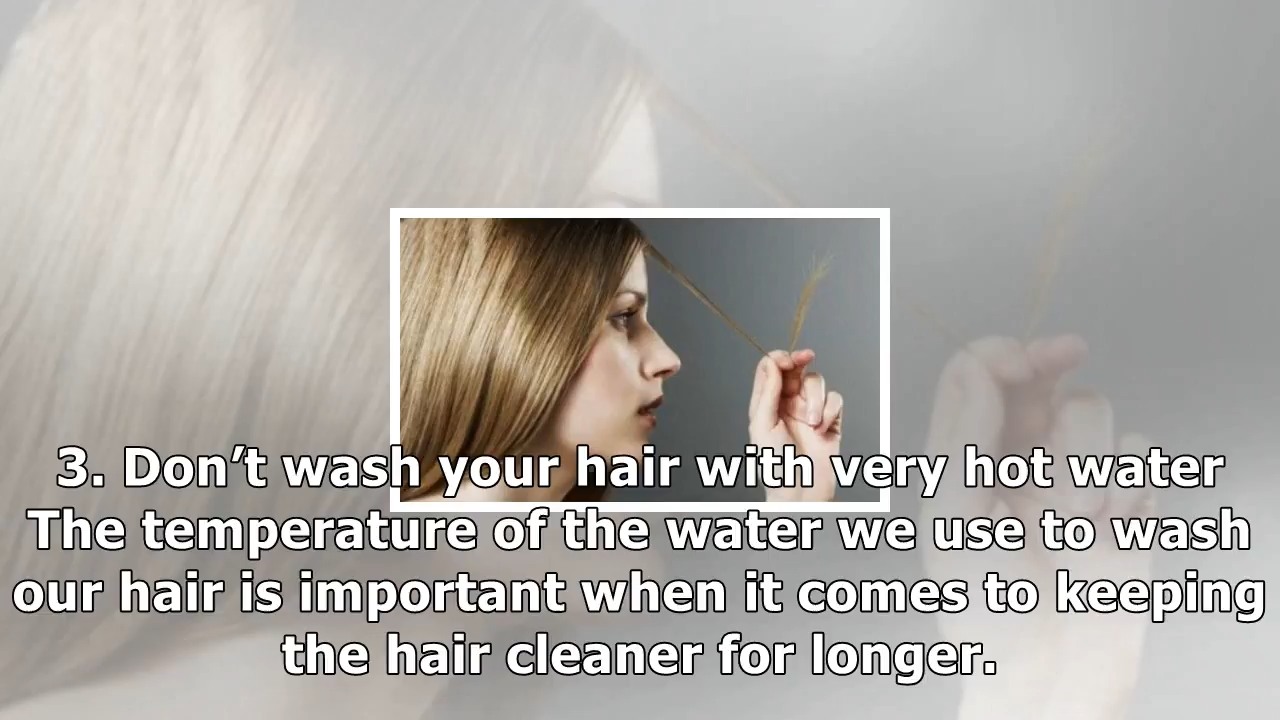 3. Don’t wash your hair with very hot water
The temperature of the water we use to wash
our hair is important when it comes to keeping
the hair cleaner for longer.